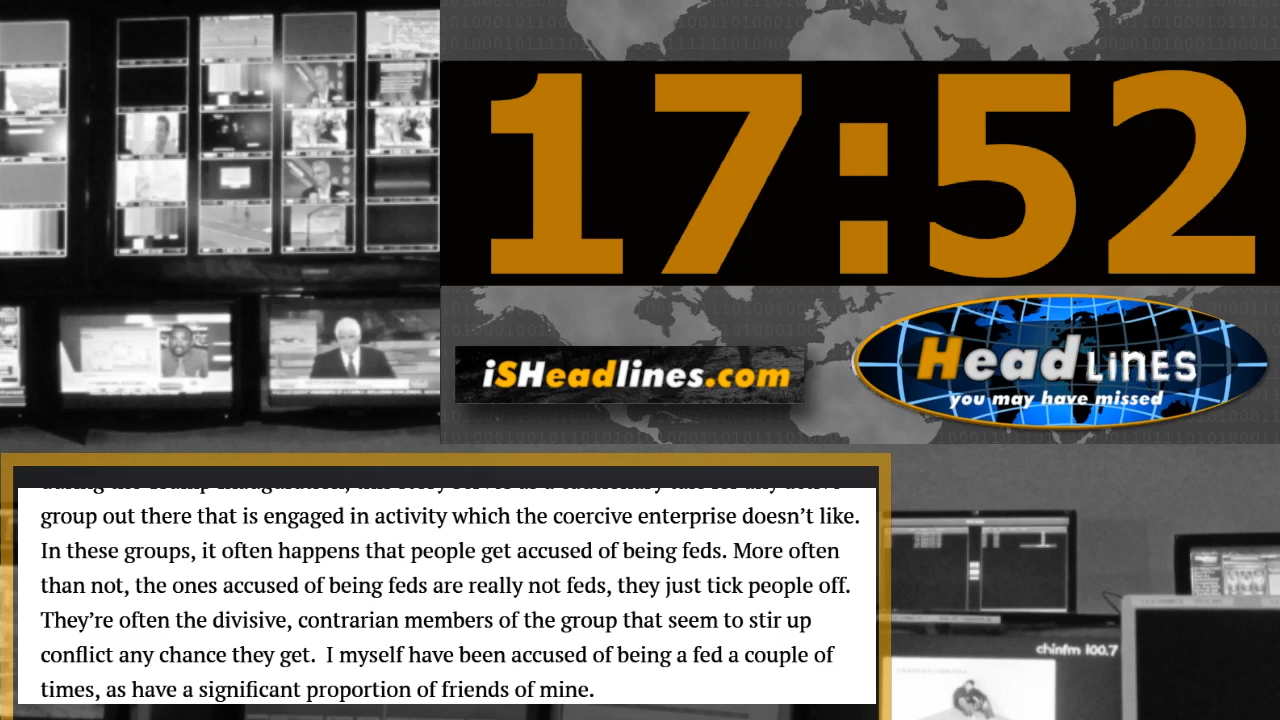 17:52
iSHeadlines.com
HeadLINES
you may have missed
group out there that is engaged in activity which the coercive enterprise doesn't like.
In these groups, it often happens that people get accused of being feds. More often
than not, the ones accused of being feds are really not feds, they just tick people off.
They're often the divisive, contrarian members of the group that seem to stir up
conflict any chance they get.  I myself have been accused of being a fed a couple of
times, as have a significant proportion of friends of mine.
chinfm 100.7